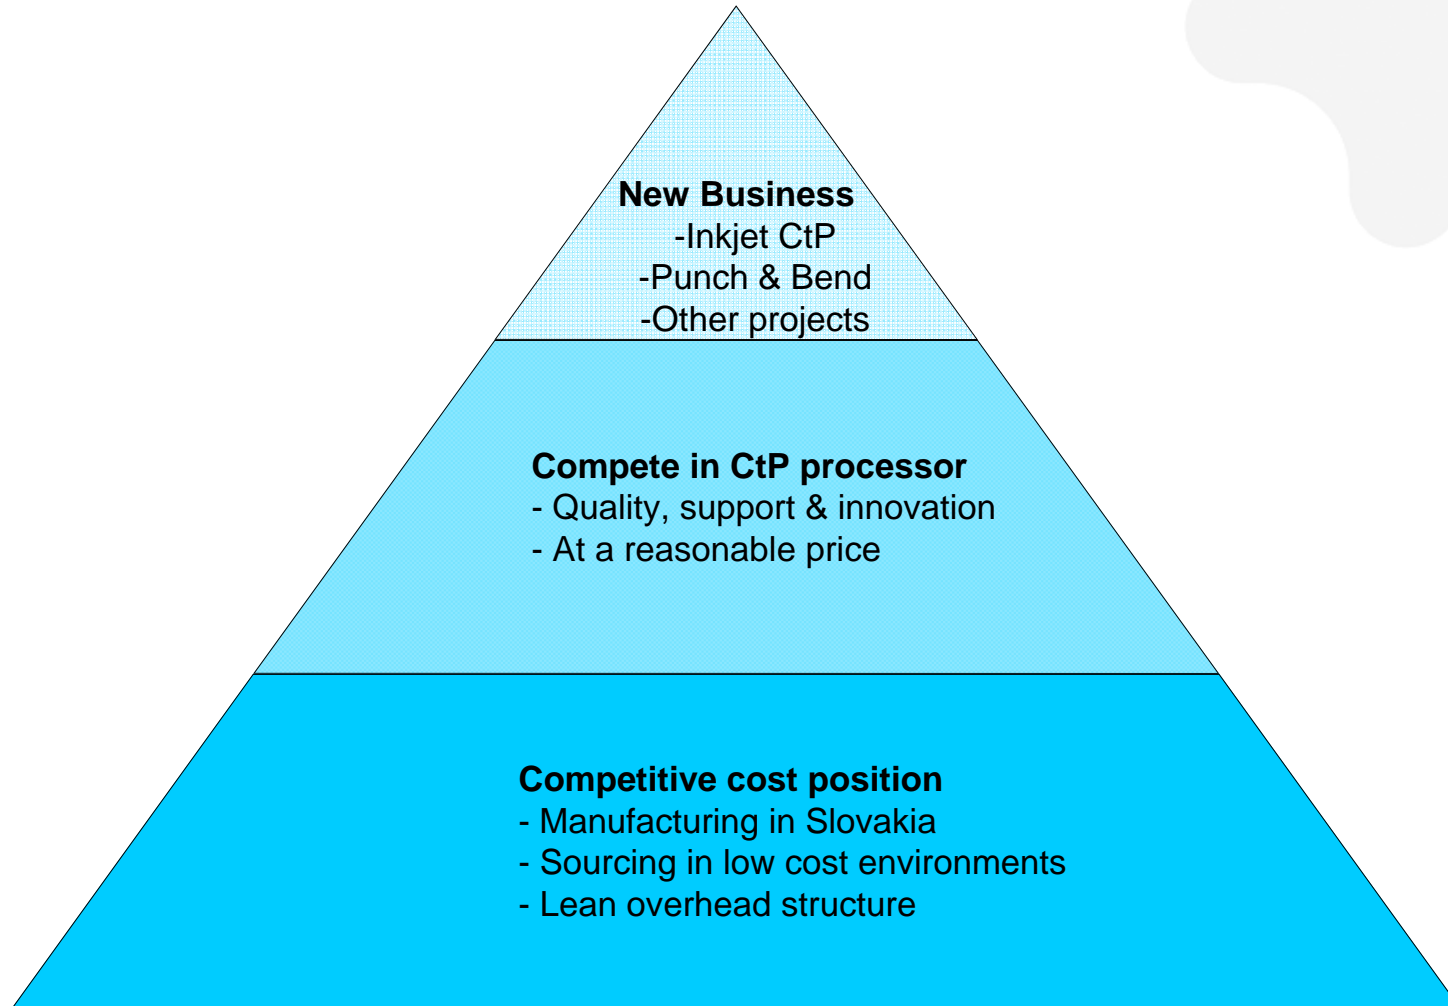 New Business
-Inkjet CtP
-Punch & Bend
-Other projects
Compete in CtP processor
- Quality, support & innovation
- At a reasonable price
Competitive cost position
- Manufacturing in Slovakia
- Sourcing in low cost environments
- Lean overhead structure